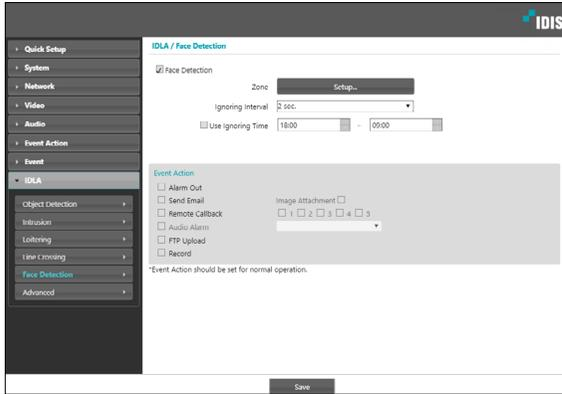 IDIS
Quick Setup
System
Network
Video
Audio
Event Action
Event
IDLA
Object Detection
Intrusion
Loitering
Line Crossing
Face Detection
Advanced
IDLA / Face Detection
Face Detection
Zone Setup...
Ignoring Interval 2 sec.
Use Ignoring Time 18:00 – 09:00
Event Action
Alarm Out
Send Email Image Attachment
Remote Callback 1 2 3 4 5
Audio Alarm
FTP Upload
Record
*Event Action should be set for normal operation.
Save